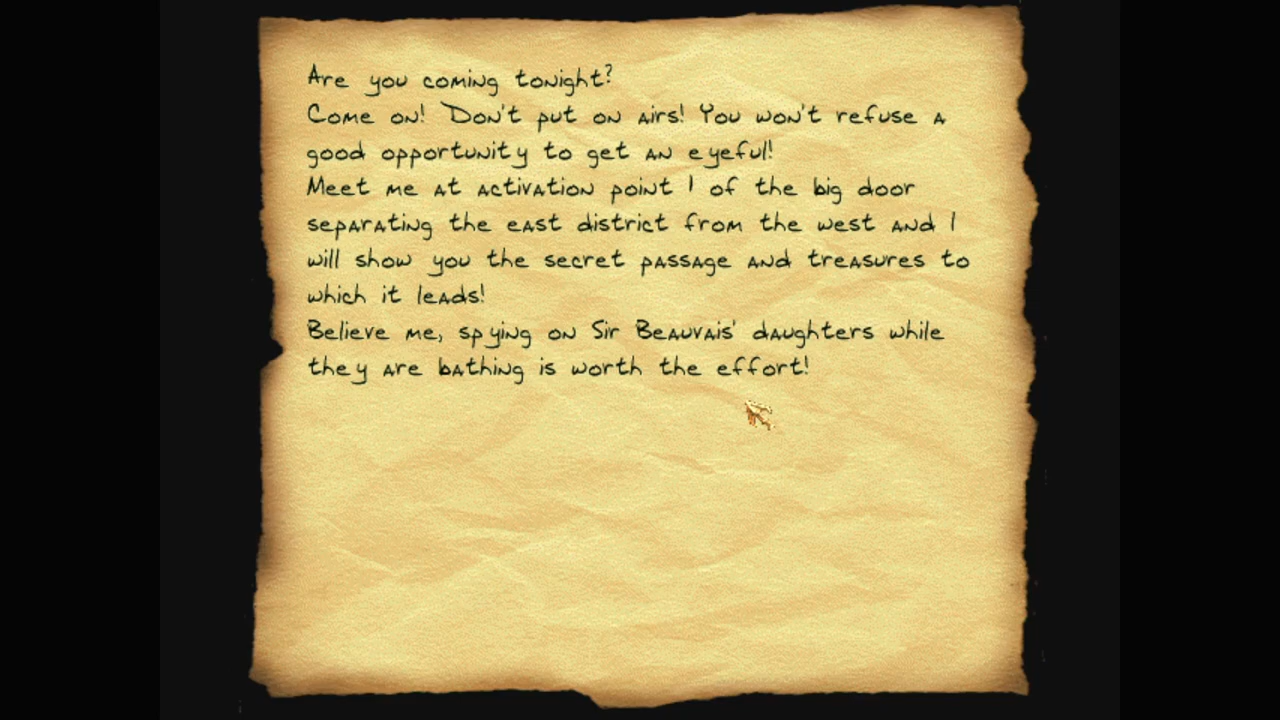 Are you coming tonight?
Come on! Don't put on airs! You won't refuse a
good opportunity to get an eyeful!
Meet me at activation point 1 of the big door
separating the east district from the west and I
will show you the secret passage and treasures to
which it leads!
Believe me, spying on Sir Beauvais' daughters while
they are bathing is worth the effort!